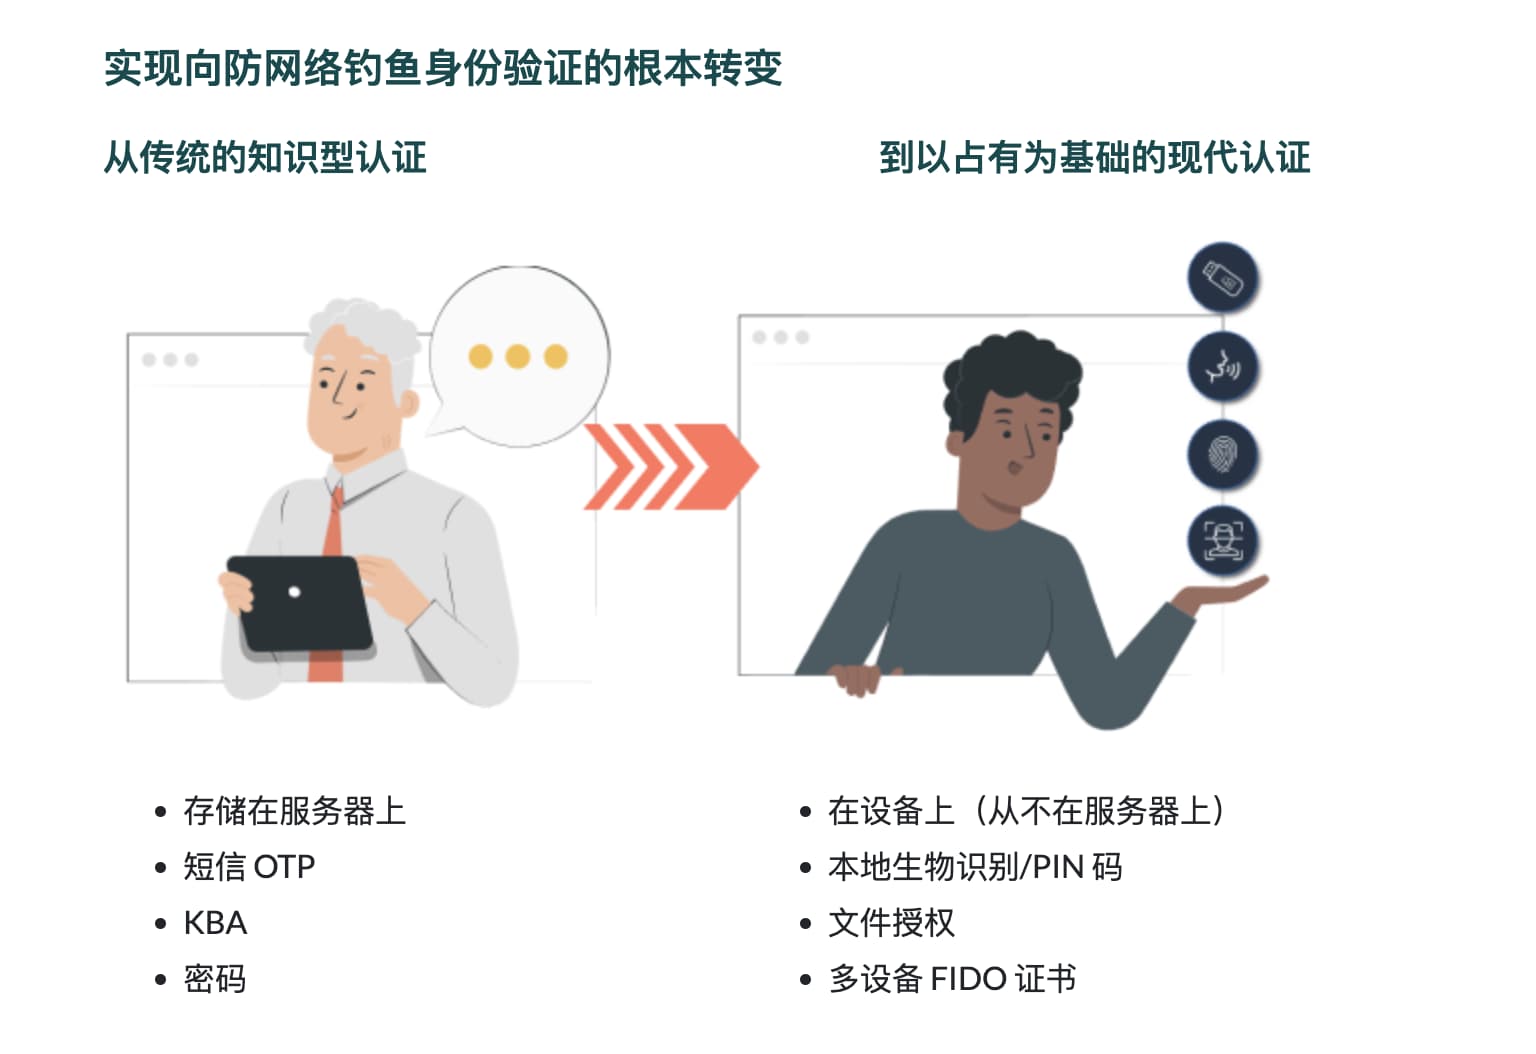 实现向防网络钓鱼身份验证的根本转变
从传统的知识型认证
到以占有为基础的现代认证
存储在服务器上
短信 OTP
KBA
密码
在设备上（从不在服务器上）
本地生物识别/PIN 码
文件授权
多设备 FIDO 证书